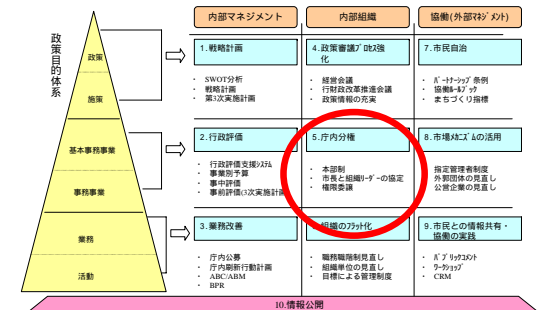 内部マネジメント
内部組織
協働(外部ﾏﾈｼﾞﾒﾝﾄ)
政策目的体系
政策
施策
基本事務事業
事務事業
業務
活動
1.戦略計画
・ SWOT分析
・ 戦略計画
・ 第3次実施計画
4.政策審議ﾌﾟﾛｾｽ強
化
・ 経営会議
・ 行財政改革推進会議
・ 政策情報の充実
7.市民自治
・ ﾊﾟｰﾄﾅｰｼｯﾌﾟ条例
・ 協働ﾙｰﾙﾌﾞｯｸ
・ まちづくり指標
2.行政評価
・ 行政評価支援ｼｽﾃﾑ
・ 事業別予算
・ 事中評価
・ 事前評価(3次実施計画
5.庁内分権
・ 本部制
・ 市長と組織ﾘｰﾀﾞｰの協定
・ 権限委譲
8.市場ﾒｶﾆｽﾞﾑの活用
指定管理者制度
・ 外郭団体の見直し
・ 公営企業の見直し
3.業務改善
・ 庁内公募
・ 庁内刷新行動計画
・ ABC/ABM
・ BPR
組織のﾌﾗｯﾄ化
・ 職務職階制見直し
・ 組織単位の見直し
・ 目標による管理制度
9.市民との情報共有・
協働の実践
・ ﾊﾟﾌﾞﾘｯｸｺﾒﾝﾄ
・ ﾜｰｸｼｮｯﾌﾟ
・ CRM
10.情報公開